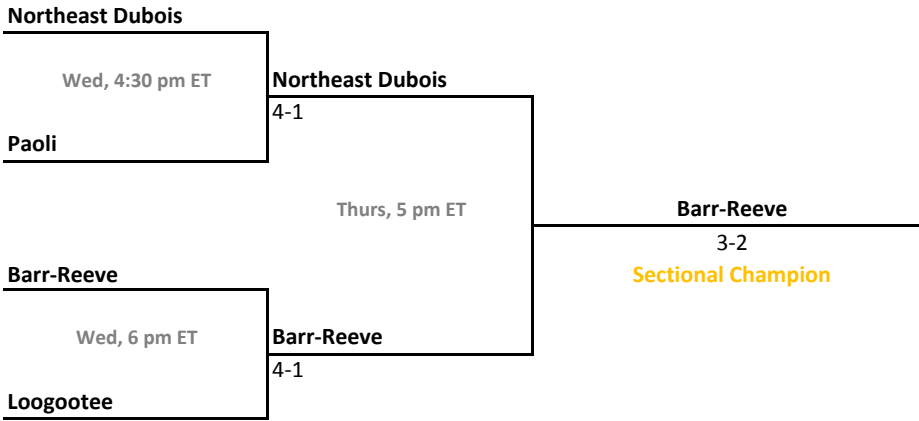 Northeast Dubois
Wed, 4:30 pm ET
Northeast Dubois
4-1
Paoli
Thurs, 5 pm ET
Barr-Reeve
3-2
Sectional Champion
Barr-Reeve
Wed, 6 pm ET
Barr-Reeve
4-1
Loogootee